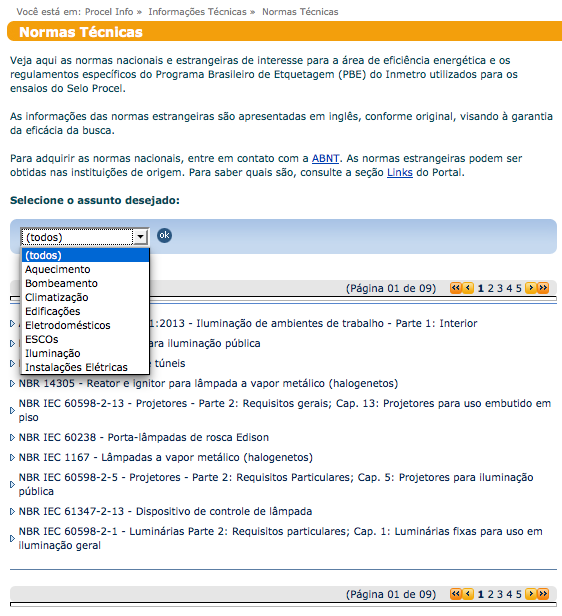 Você está em: Procel Info » Informações Técnicas » Normas Técnicas
Normas Técnicas
Veja aqui as normas nacionais e estrangeiras de interesse para a área de eficiência energética e os
regulamentos específicos do Programa Brasileiro de Etquetagem (PBE) do Inmetro utilizados para os
ensaios do Selo Procel.
As informações das normas estrangeiras são apresentadas em inglês, conforme original, visando à garantia
da eficácia da busca.
Para adquirir as normas nacionais, entre em contato com a ABNT. As normas estrangeiras podem ser
obtidas nas instituições de origem. Para saber quais são, consulte a seção Links do Portal.
Selecione o assunto desejado:
(todos)
ok
(todos)
Aquecimento
Bombeamento
Climatização
Edificações
Eletrodomésticos
ESCOs
Iluminação
Instalações Elétricas
(Página 01 de 09) 1 2 3 4 5
1:2013 - Iluminação de ambientes de trabalho - Parte 1: Interior
ra iluminação pública
túneis
NBR 14305 - Reator e Ignitor para lâmpada a vapor metálico (halogenetos)
NBR IEC 60598-2-13 - Projetores - Parte 2: Requisitos gerais; Cap. 13: Projetores para uso embutido em
piso
NBR IEC 60238 - Porta-lâmpadas de rosca Edison
NBR IEC 1167 - Lâmpadas a vapor metálico (halogenetos)
NBR IEC 60598-2-5 - Projetores - Parte 2: Requisitos Particulares; Cap. 5: Projetores para iluminação
pública
NBR IEC 61347-2-13 - Dispositivo de controle de lâmpada
NBR IEC 60598-2-1 - Luminárias Parte 2: Requisitos particulares; Cap. 1: Luminárias fixas para uso em
iluminação geral
(Página 01 de 09) 1 2 3 4 5